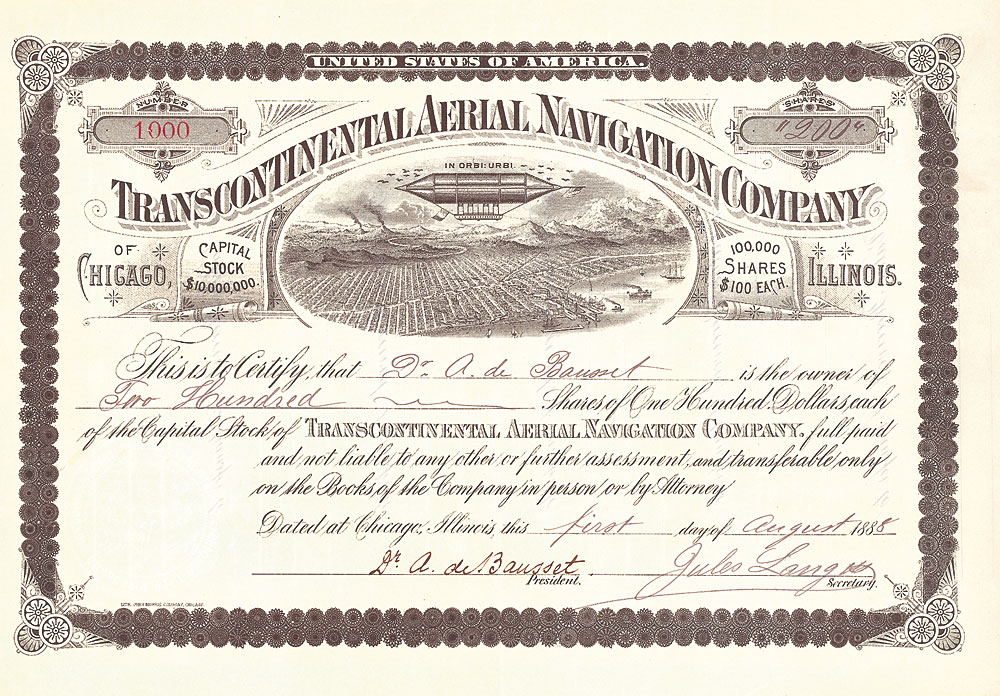 UNITED STATES OF AMERICA.
NUMBER
1000
SHARES
"200"
TRANSCONTINENTAL AERIAL NAVIGATION COMPANY
IN ORBI: URBI.
OF CHICAGO,
CAPITAL STOCK $10,000,000.
100,000 SHARES $100 EACH.
ILLINOIS.
This is to Certify, that Dr. A. de Bausset is the owner of
Two Hundred Shares of One Hundred Dollars each
of the Capital Stock of TRANSCONTINENTAL AERIAL NAVIGATION COMPANY, full paid
and not liable to any other or further assessment, and transferable only
on the Books of the Company in person or by Attorney
Dated at Chicago, Illinois, this first day of August 1888
Dr. A. de Bausset
President.
Jules Lang
Secretary.